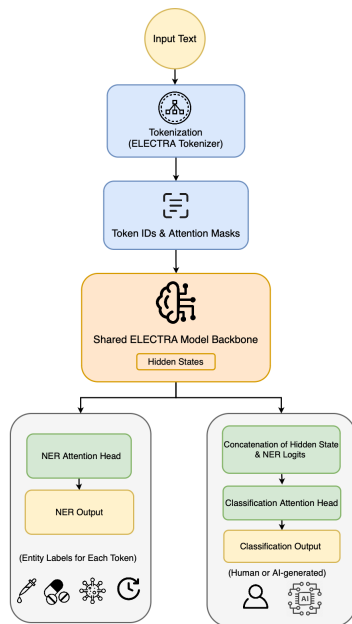 Input Text
Tokenization
(ELECTRA Tokenizer)
Token IDs & Attention Masks
Shared ELECTRA Model Backbone
Hidden States
NER Attention Head
NER Output
(Entity Labels for Each Token)
Concatenation of Hidden State
& NER Logits
Classification Attention Head
Classification Output
(Human or AI-generated)
AI